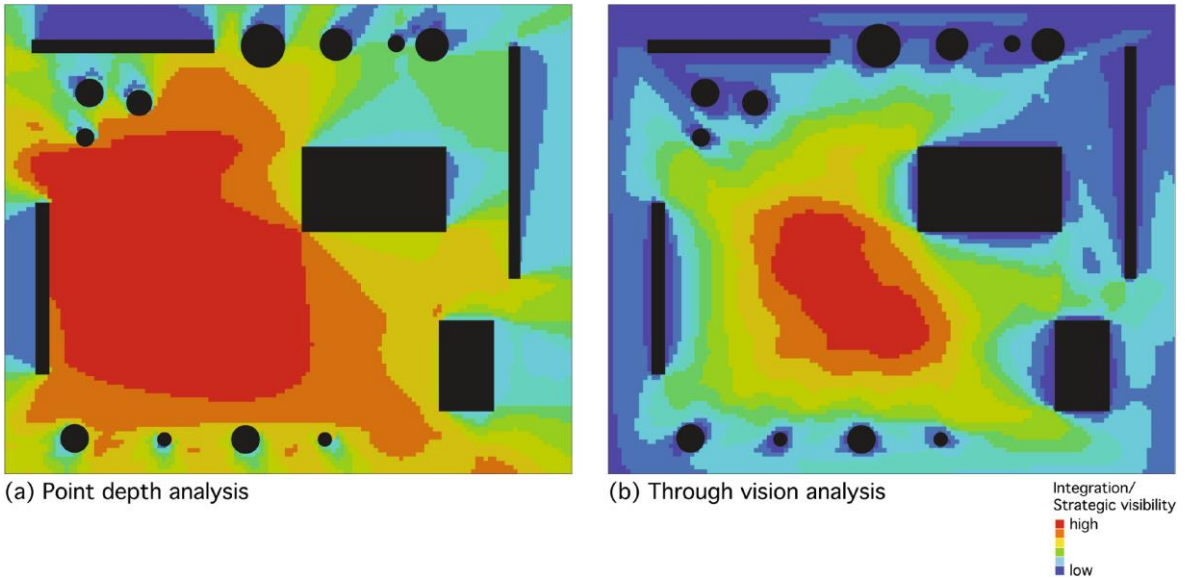 (a) Point depth analysis
(b) Through vision analysis
Integration/
Strategic visibility
high
low